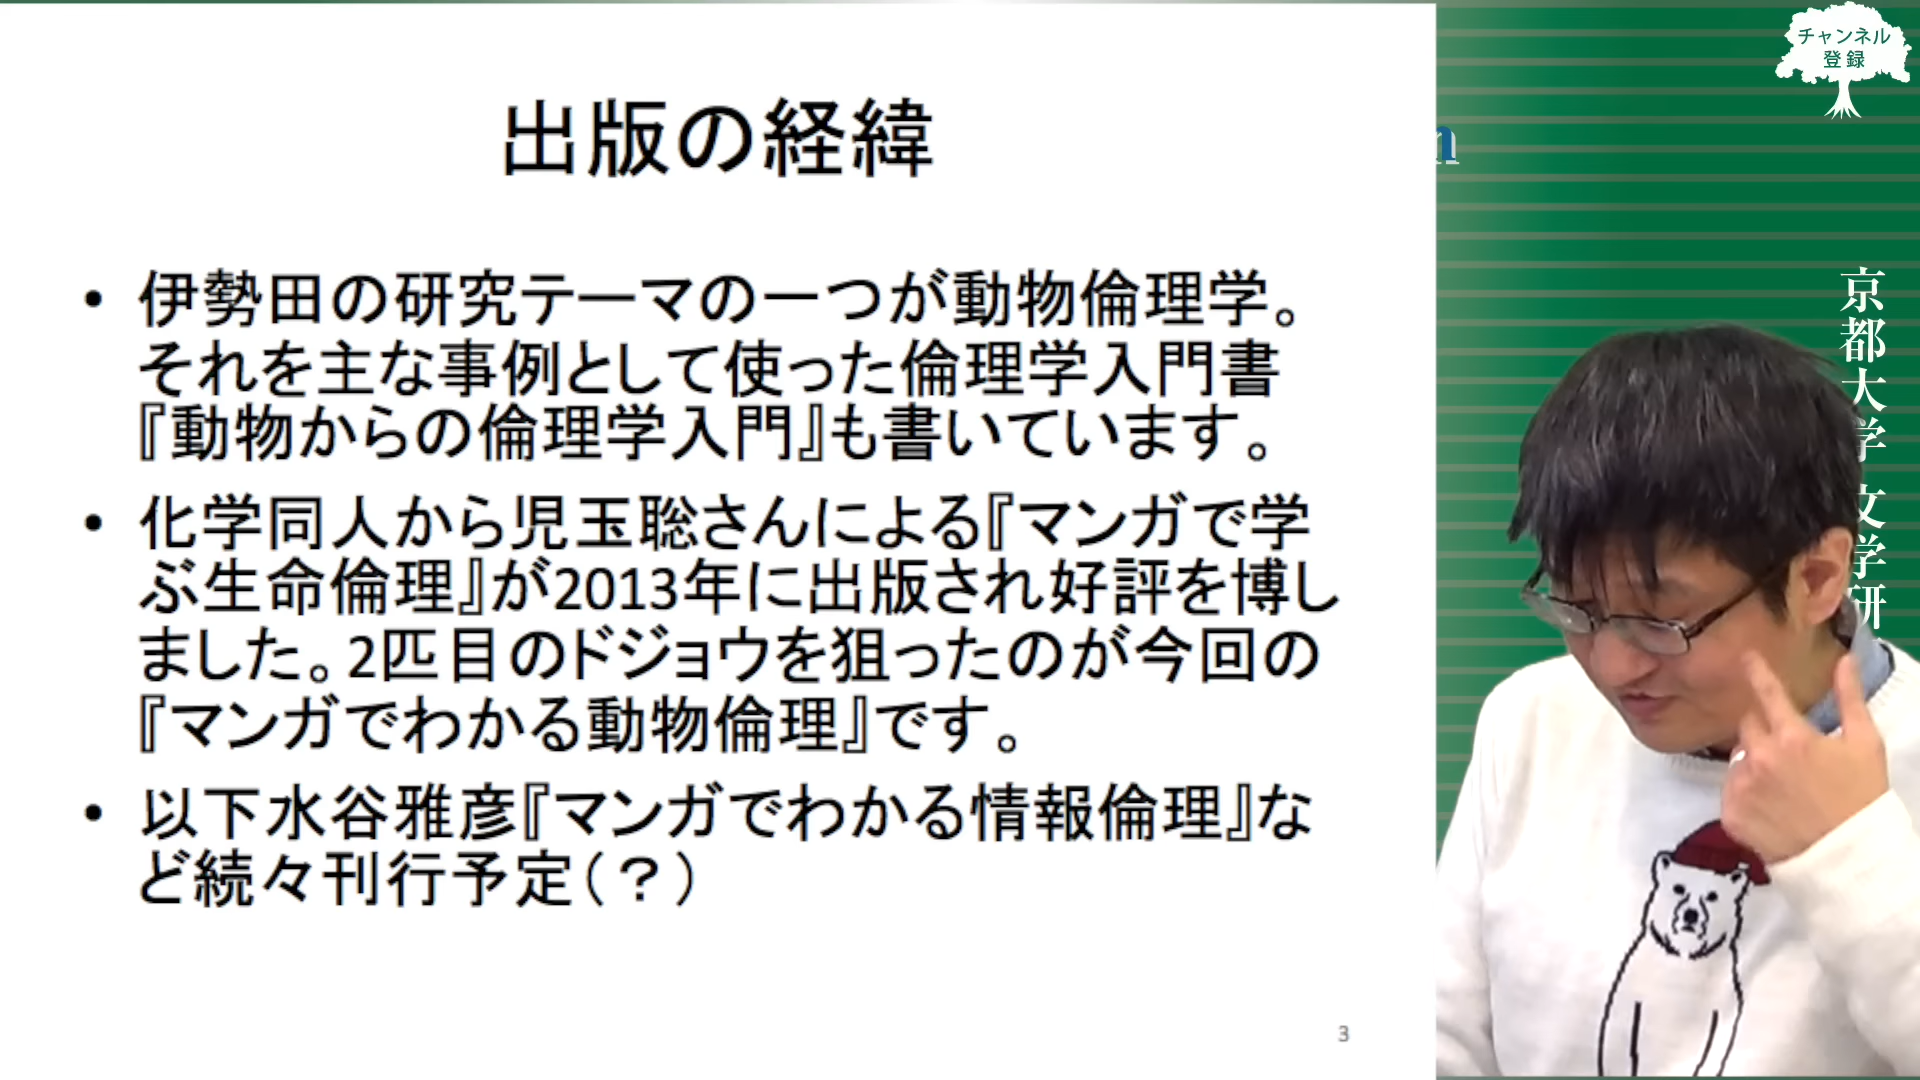 出版の経緯
• 伊勢田の研究テーマの一つが動物倫理学。
それを主な事例として使った倫理学入門書
『動物からの倫理学入門』も書いています。
• 化学同人から児玉聡さんによる『マンガで学
ぶ生命倫理』が2013年に出版され好評を博し
ました。2匹目のドジョウを狙ったのが今回の
『マンガでわかる動物倫理』です。
• 以下水谷雅彦『マンガでわかる情報倫理』な
ど続々刊行予定（？）
3
チャンネル
登録
n
京都大学 文学研